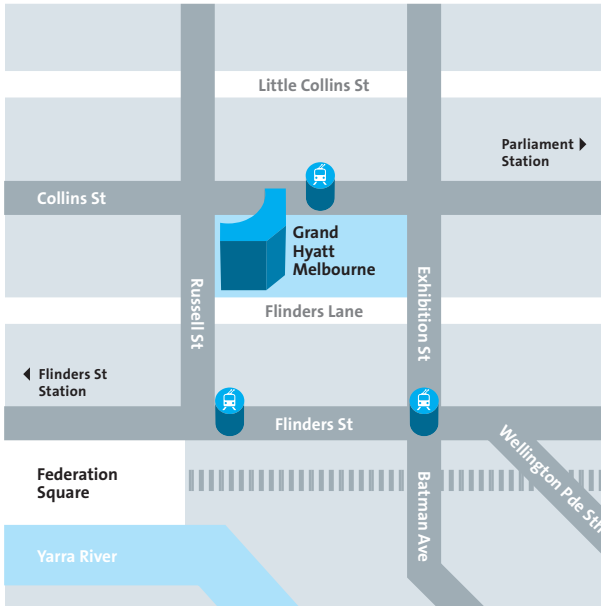 Little Collins St
Parliament
Station
Collins St
Grand
Hyatt
Melbourne
Russell St
Exhibition St
Flinders Lane
Flinders St
Station
Flinders St
Wellington Pde Sth
Federation
Square
Batman Ave
Yarra River